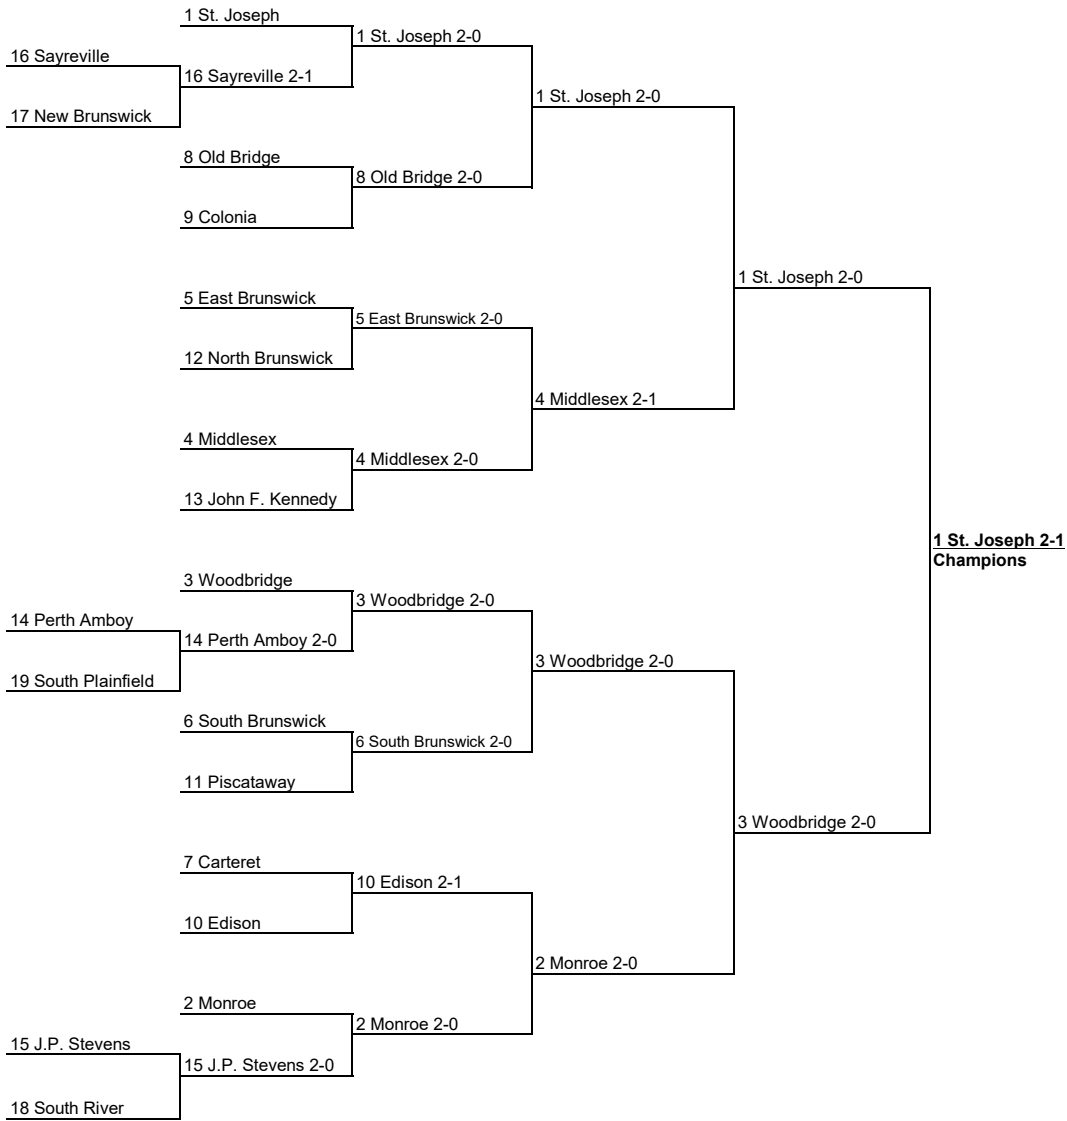 1 St. Joseph
1 St. Joseph 2-0
16 Sayreville
16 Sayreville 2-1
1 St. Joseph 2-0
17 New Brunswick
8 Old Bridge
8 Old Bridge 2-0
9 Colonia
1 St. Joseph 2-0
5 East Brunswick
5 East Brunswick 2-0
12 North Brunswick
4 Middlesex 2-1
4 Middlesex
4 Middlesex 2-0
13 John F. Kennedy
1 St. Joseph 2-1
Champions
3 Woodbridge
3 Woodbridge 2-0
14 Perth Amboy
14 Perth Amboy 2-0
3 Woodbridge 2-0
19 South Plainfield
6 South Brunswick
6 South Brunswick 2-0
11 Piscataway
3 Woodbridge 2-0
7 Carteret
10 Edison 2-1
10 Edison
2 Monroe 2-0
2 Monroe
2 Monroe 2-0
15 J.P. Stevens
15 J.P. Stevens 2-0
18 South River